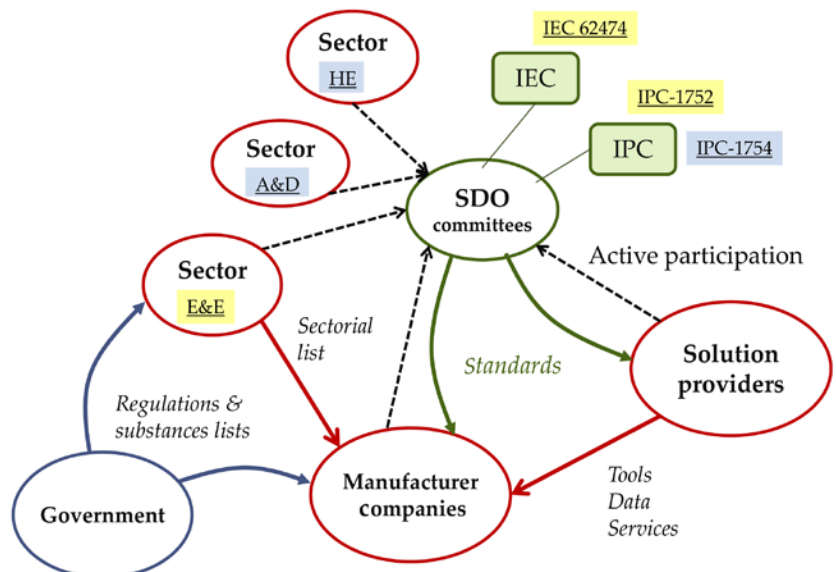 Sector
HE
IEC 62474
IEC
IPC-1752
IPC
IPC-1754
Sector
A&D
SDO
committees
Sector
E&E
Active participation
Sectorial
list
Standards
Solution
providers
Regulations &
substances lists
Government
Manufacturer
companies
Tools
Data
Services